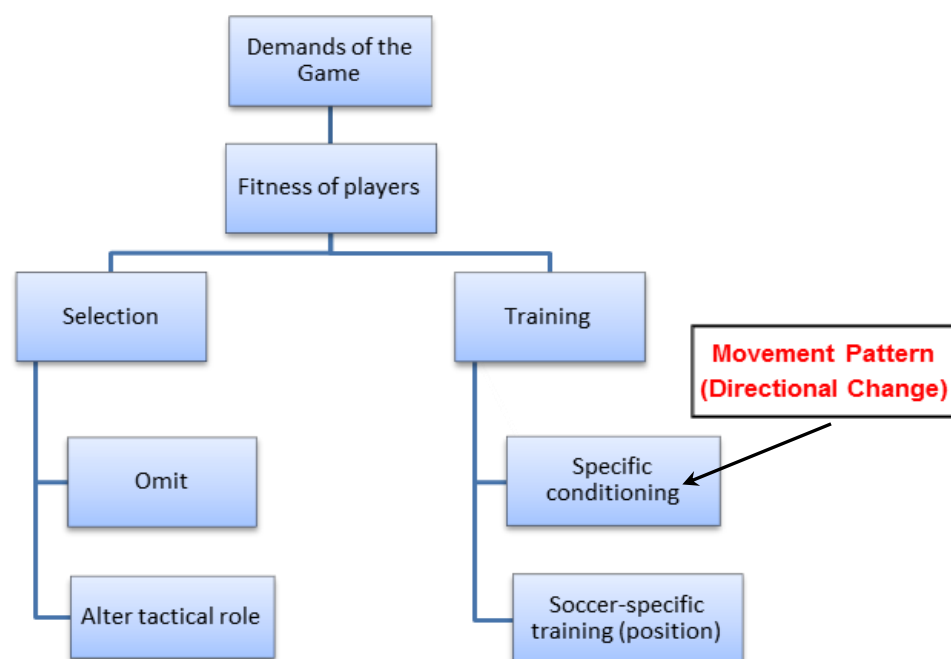 Demands of the
Game
Fitness of players
Selection
Training
Movement Pattern
(Directional Change)
Omit
Specific
conditioning
Alter tactical role
Soccer-specific
training (position)